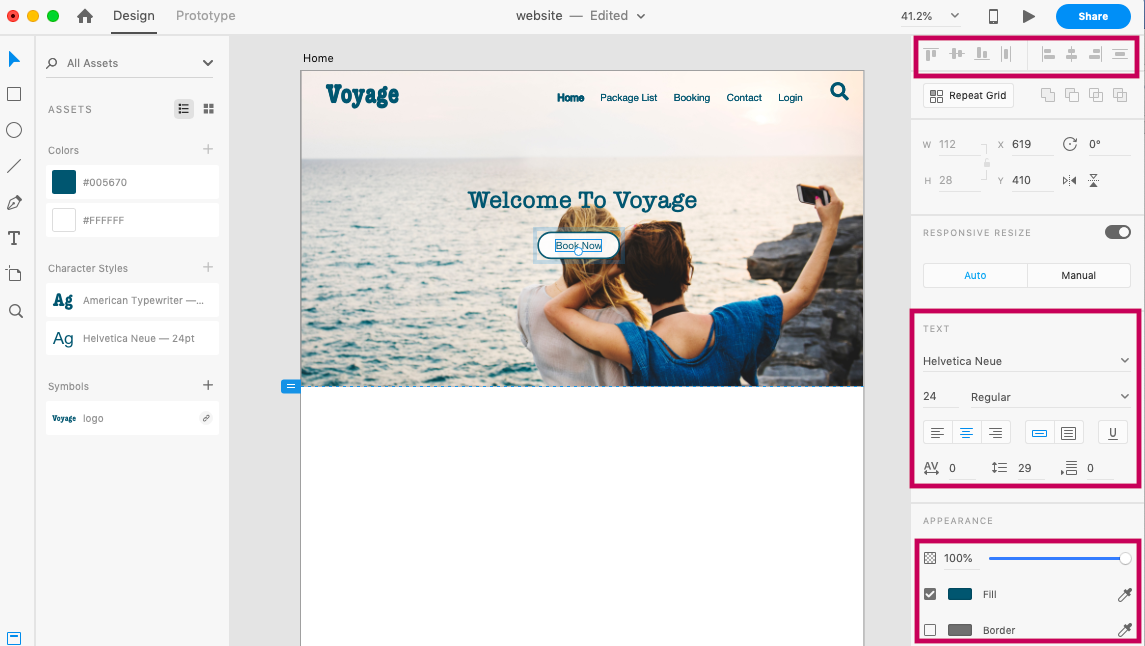 Design
Prototype
website — Edited
41.2%
Share
All Assets
ASSETS
Colors
#005670
#FFFFFF
Character Styles
Ag American Typewriter —...
Ag Helvetica Neue — 24pt
Symbols
Voyage logo
Home
Voyage
Home Package List Booking Contact Login
Welcome To Voyage
Book Now
Repeat Grid
W 112 X 619 0°
H 28 Y 410
RESPONSIVE RESIZE
Auto Manual
TEXT
Helvetica Neue
24 Regular
U
AV 0 29 0
APPEARANCE
100%
Fill
Border